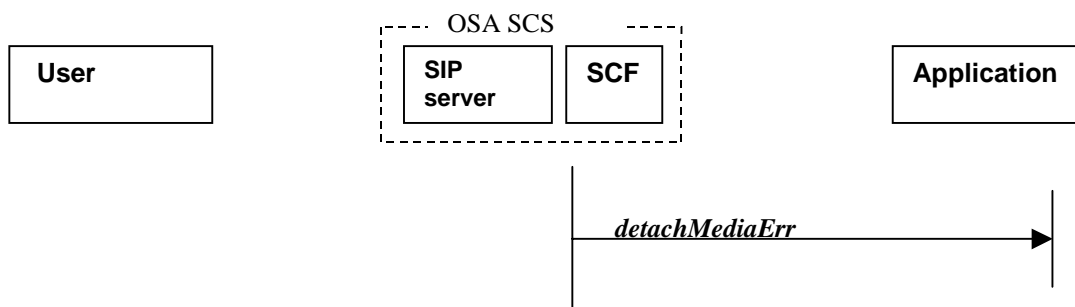 OSA SCS
User
SIP
server
SCF
Application
detachMediaErr